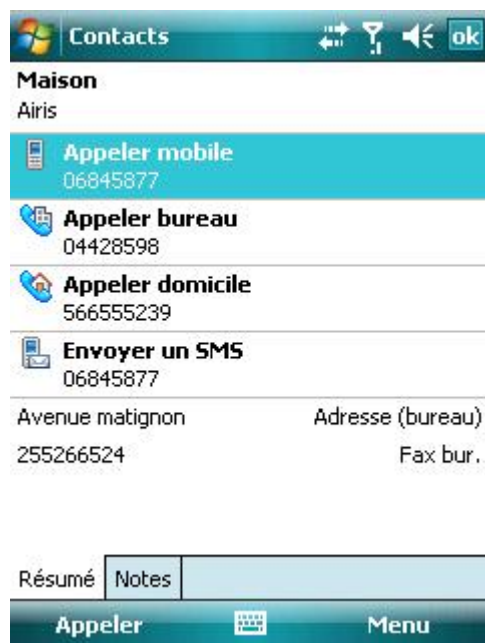 Contacts ok
Maison
Airis
Appeler mobile
06845877
Appeler bureau
04428598
Appeler domicile
566555239
Envoyer un SMS
06845877
Avenue matignon Adresse (bureau)
255266524 Fax bur.
Résumé Notes
Appeler Menu